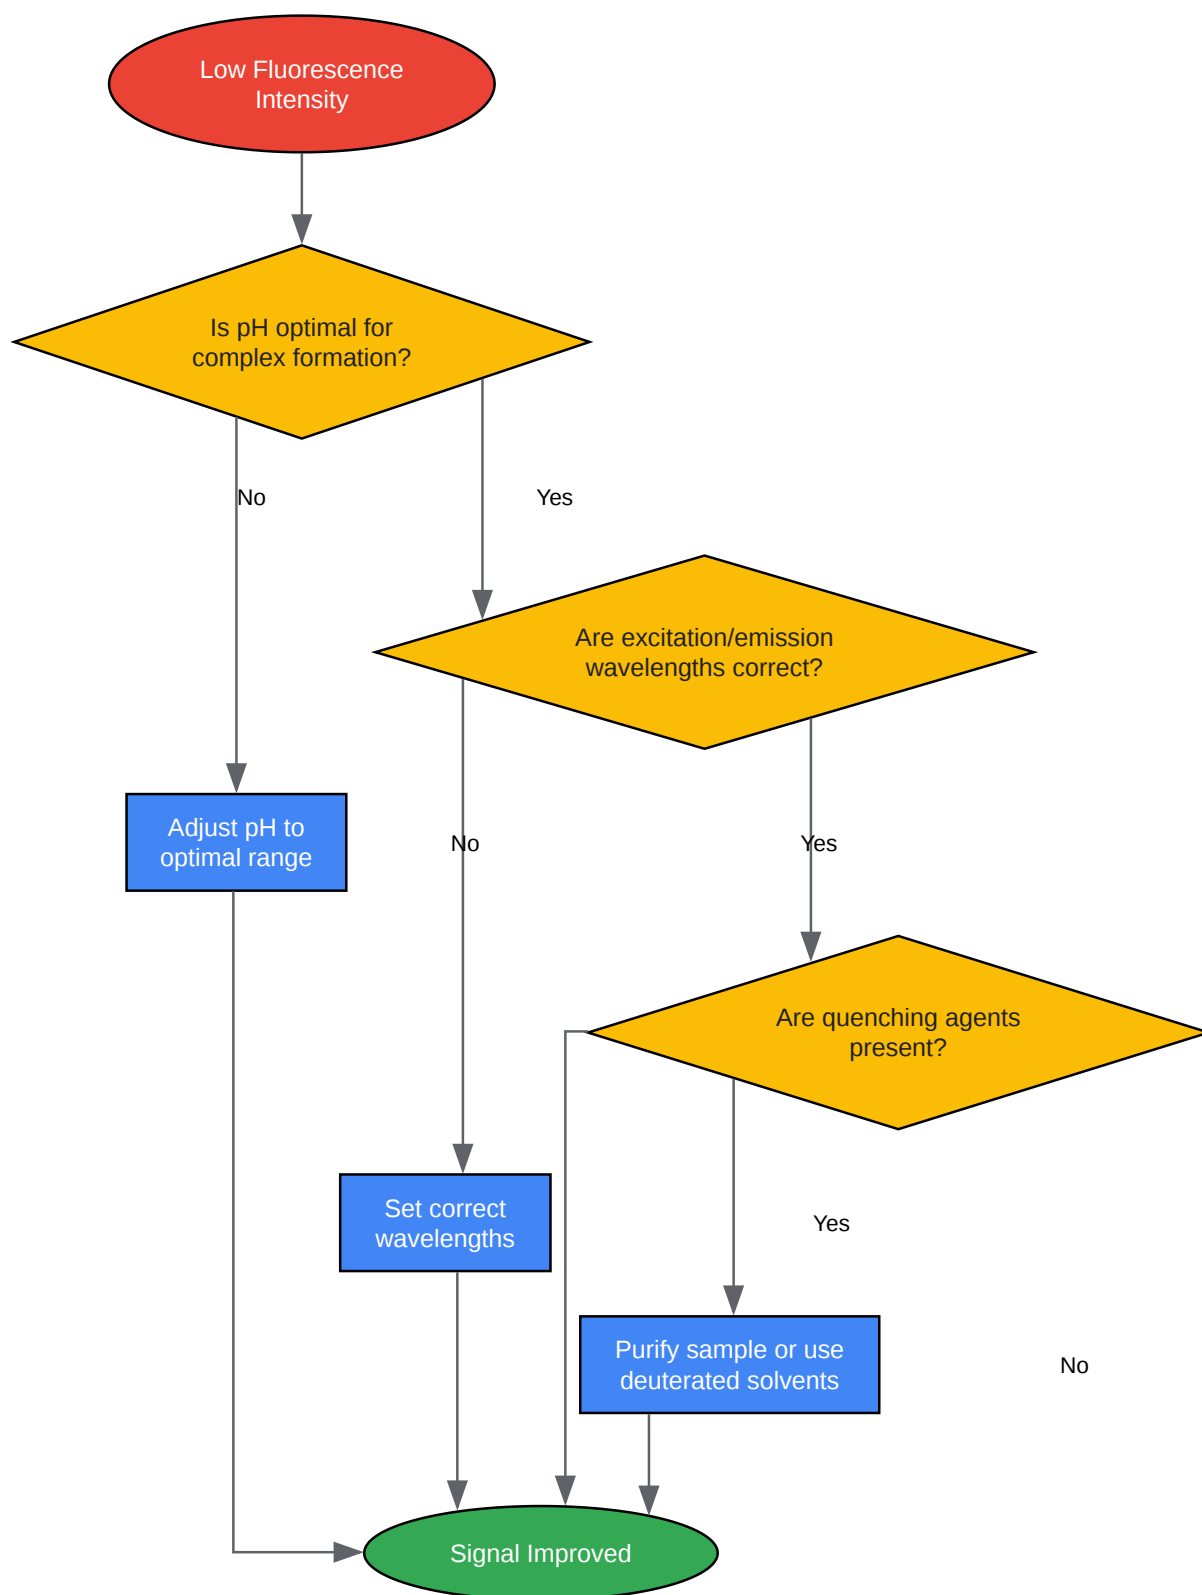 Low Fluorescence
Intensity
Is pH optimal for
complex formation?
No
Yes
Are excitation/emission
wavelengths correct?
Adjust pH to
optimal range
No
Yes
Are quenching agents
present?
Set correct
wavelengths
Yes
Purify sample or use
deuterated solvents
No
Signal Improved